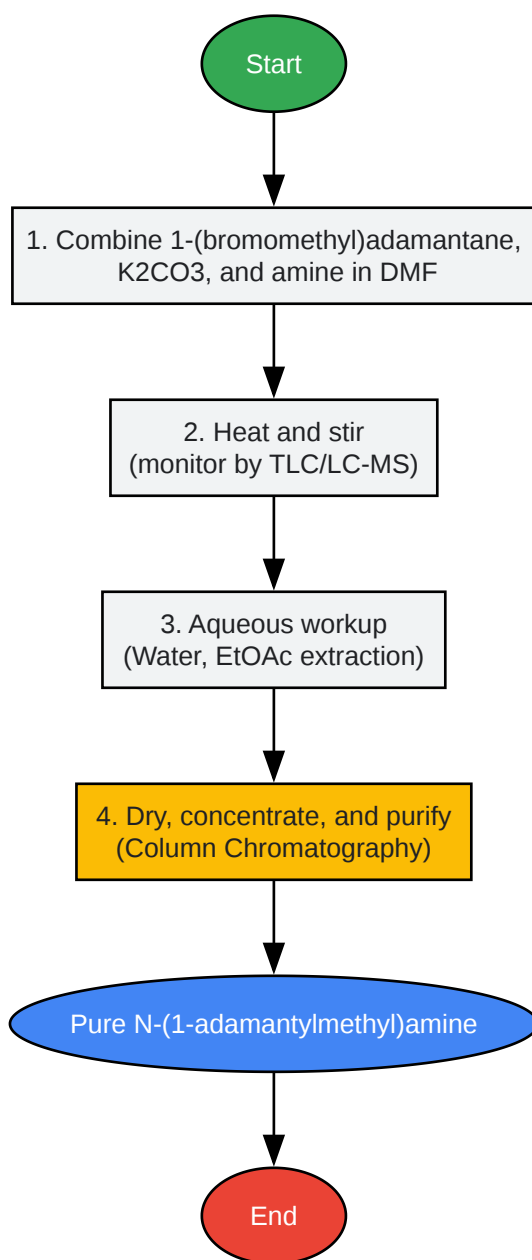 Start
1. Combine 1-(bromomethyl)adamantane,
K2CO3, and amine in DMF
2. Heat and stir
(monitor by TLC/LC-MS)
3. Aqueous workup
(Water, EtOAc extraction)
4. Dry, concentrate, and purify
(Column Chromatography)
Pure N-(1-adamantylmethyl)amine
End